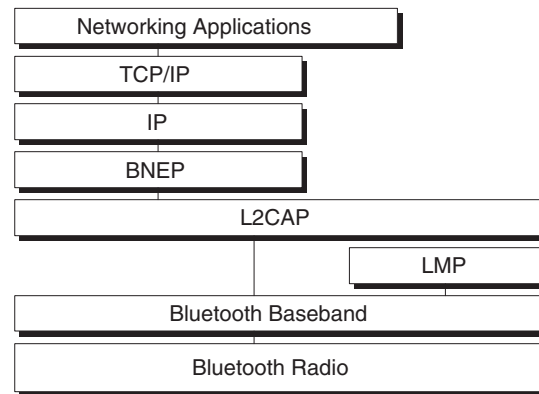 Networking Applications
TCP/IP
IP
BNEP
L2CAP
LMP
Bluetooth Baseband
Bluetooth Radio